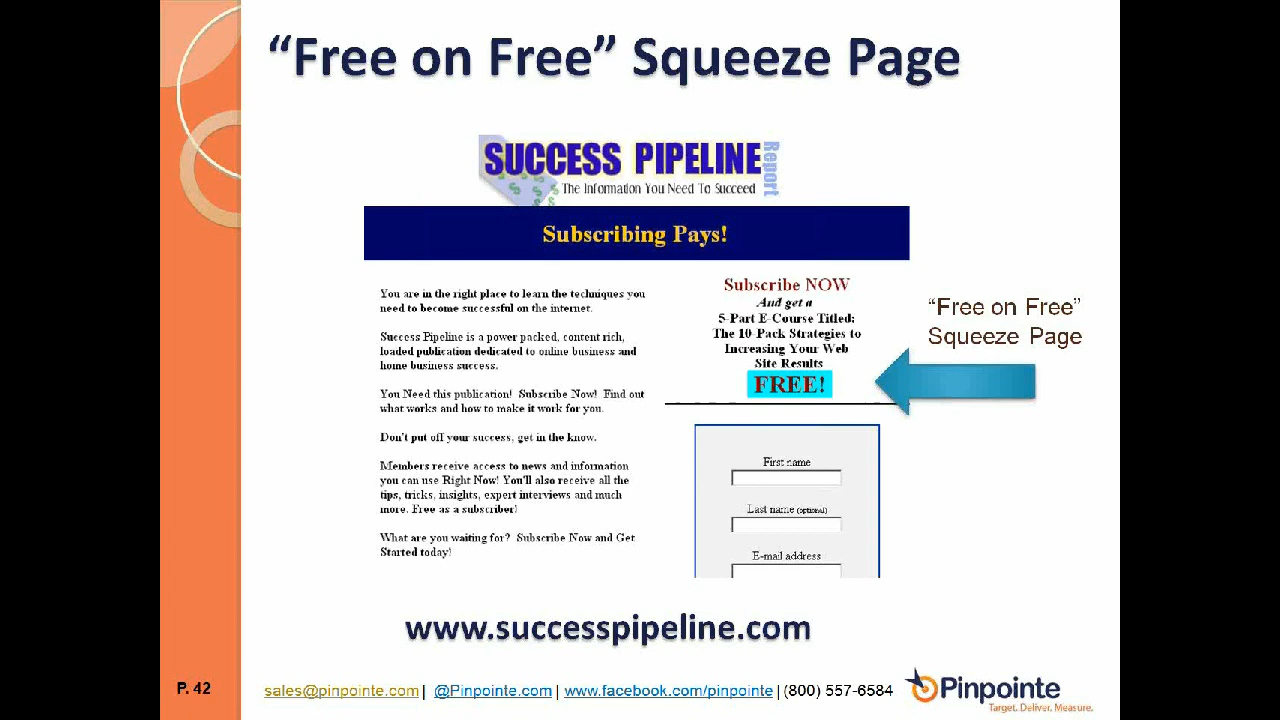 “Free on Free” Squeeze Page
SUCCESS PIPELINE
Report
The Information You Need To Succeed
Subscribing Pays!
You are in the right place to learn the techniques you
need to become successful on the internet.
Success Pipeline is a power packed, content rich,
loaded publication dedicated to online business and
home business success.
You Need this publication! Subscribe Now! Find out
what works and how to make it work for you.
Don't put off your success, get in the know.
Members receive access to news and information
you can use Right Now! You'll also receive all the
tips, tricks, insights, expert interviews and much
more. Free as a subscriber!
What are you waiting for? Subscribe Now and Get
Started today!
Subscribe NOW
And get a
5-Part E-Course Titled:
The 10-Pack Strategies to
Increasing Your Web
Site Results
FREE!
First name
Last name (optional)
E-mail address
“Free on Free”
Squeeze Page
www.successpipeline.com
P. 42
sales@pinpointe.com | @Pinpointe.com | www.facebook.com/pinpointe | (800) 557-6584
Pinpointe
Target. Deliver. Measure.